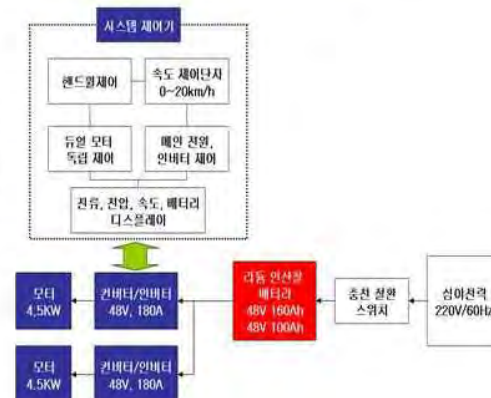 시스템 제어기
핸드휠제어
속도 제어단자
0~20km/h
듀얼 모터
독립 제어
메인 전원,
인버터 제어
전류, 전압, 속도, 배터리
디스플레이
모터
4.5KW
컨버터/인버터
48V, 180A
리튬 인산철
배터리
48V 160Ah
48V 100Ah
충전 절환
스위치
심야전력
220V/60Hz
모터
4.5KW
컨버터/인버터
48V, 180A